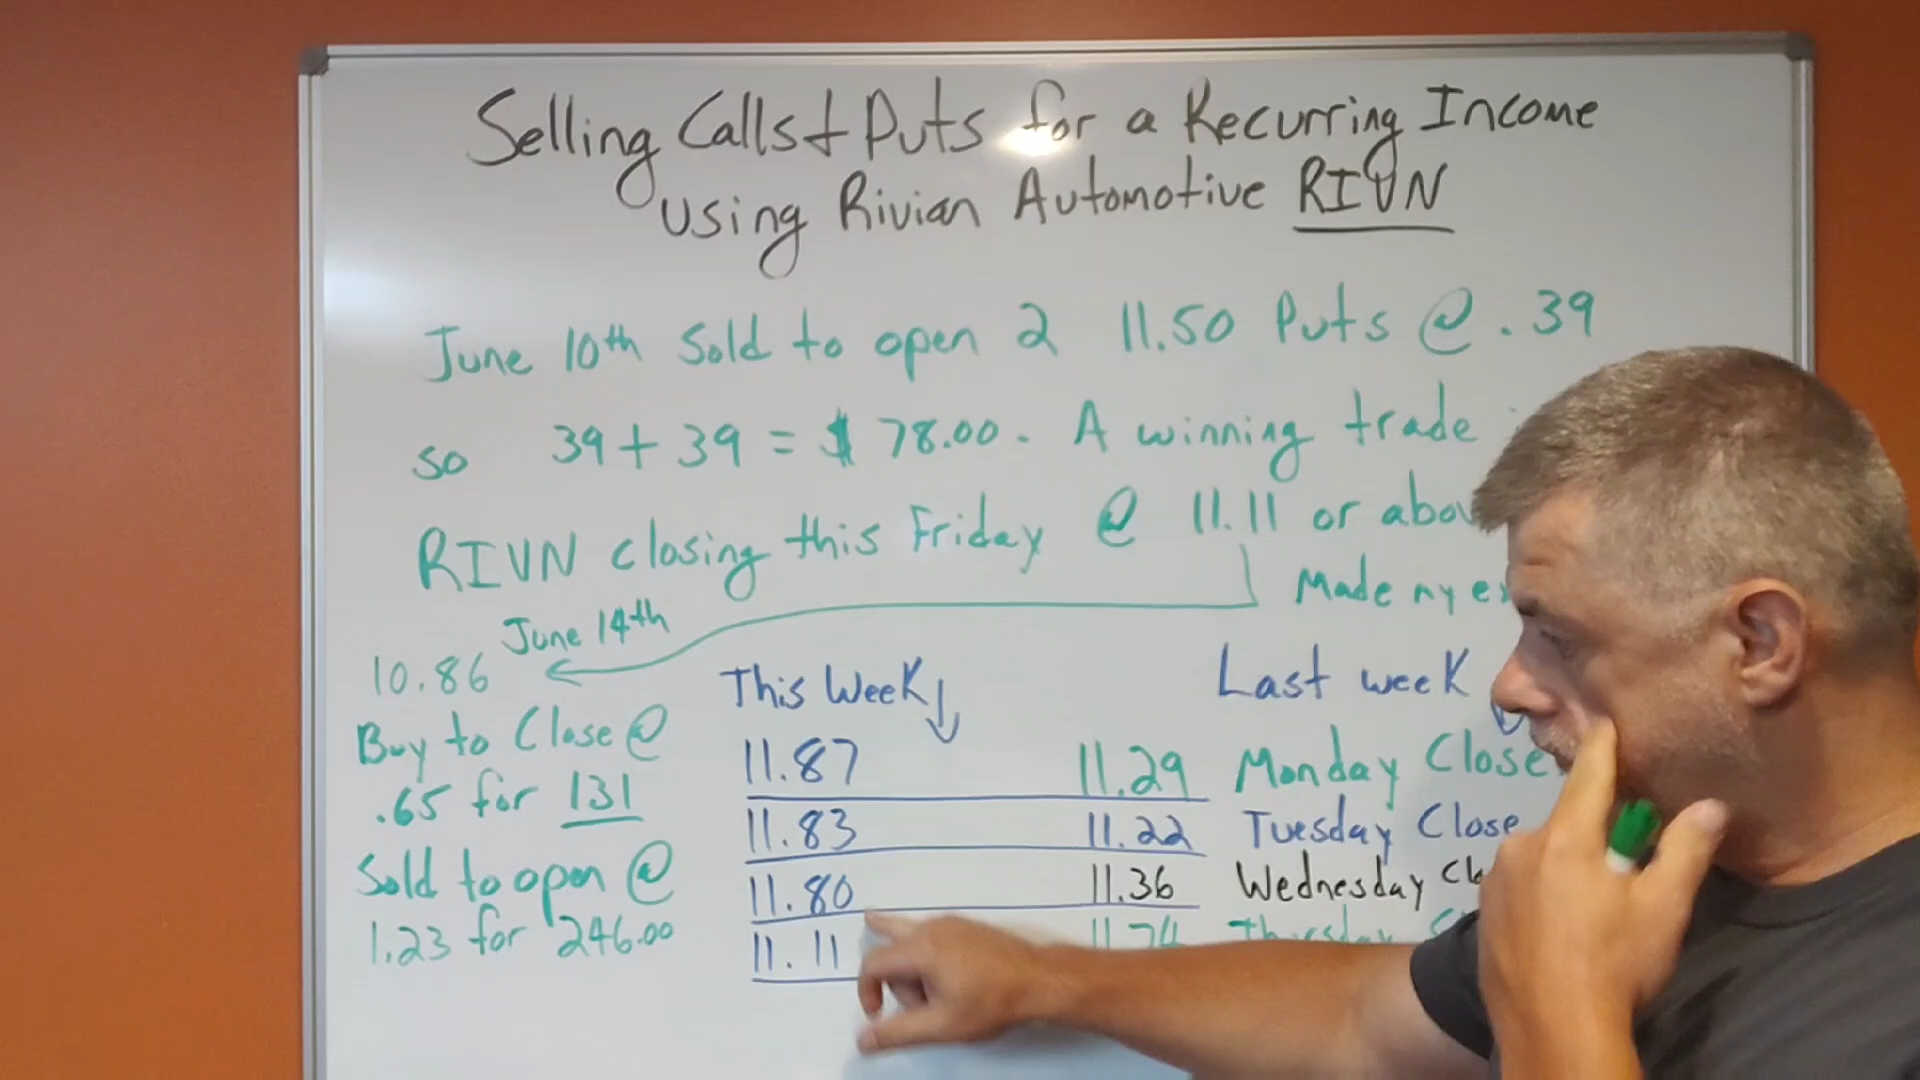 Selling Calls & Puts for a Recurring Income
using Rivian Automotive RIVN
June 10th Sold to open 2 11.50 Puts @ .39
so 39 + 39 = $ 78.00. A winning trade
RIVN closing this Friday @ 11.11 or above
June 14th
Made my
10.86
Buy to Close @
.65 for 131
Sold to open @
1.23 for 246.00
This Week Last week
11.87 11.29 Monday Close
11.83 11.22 Tuesday Close
11.80 11.36 Wednesday
11.11 11.74 Thursday